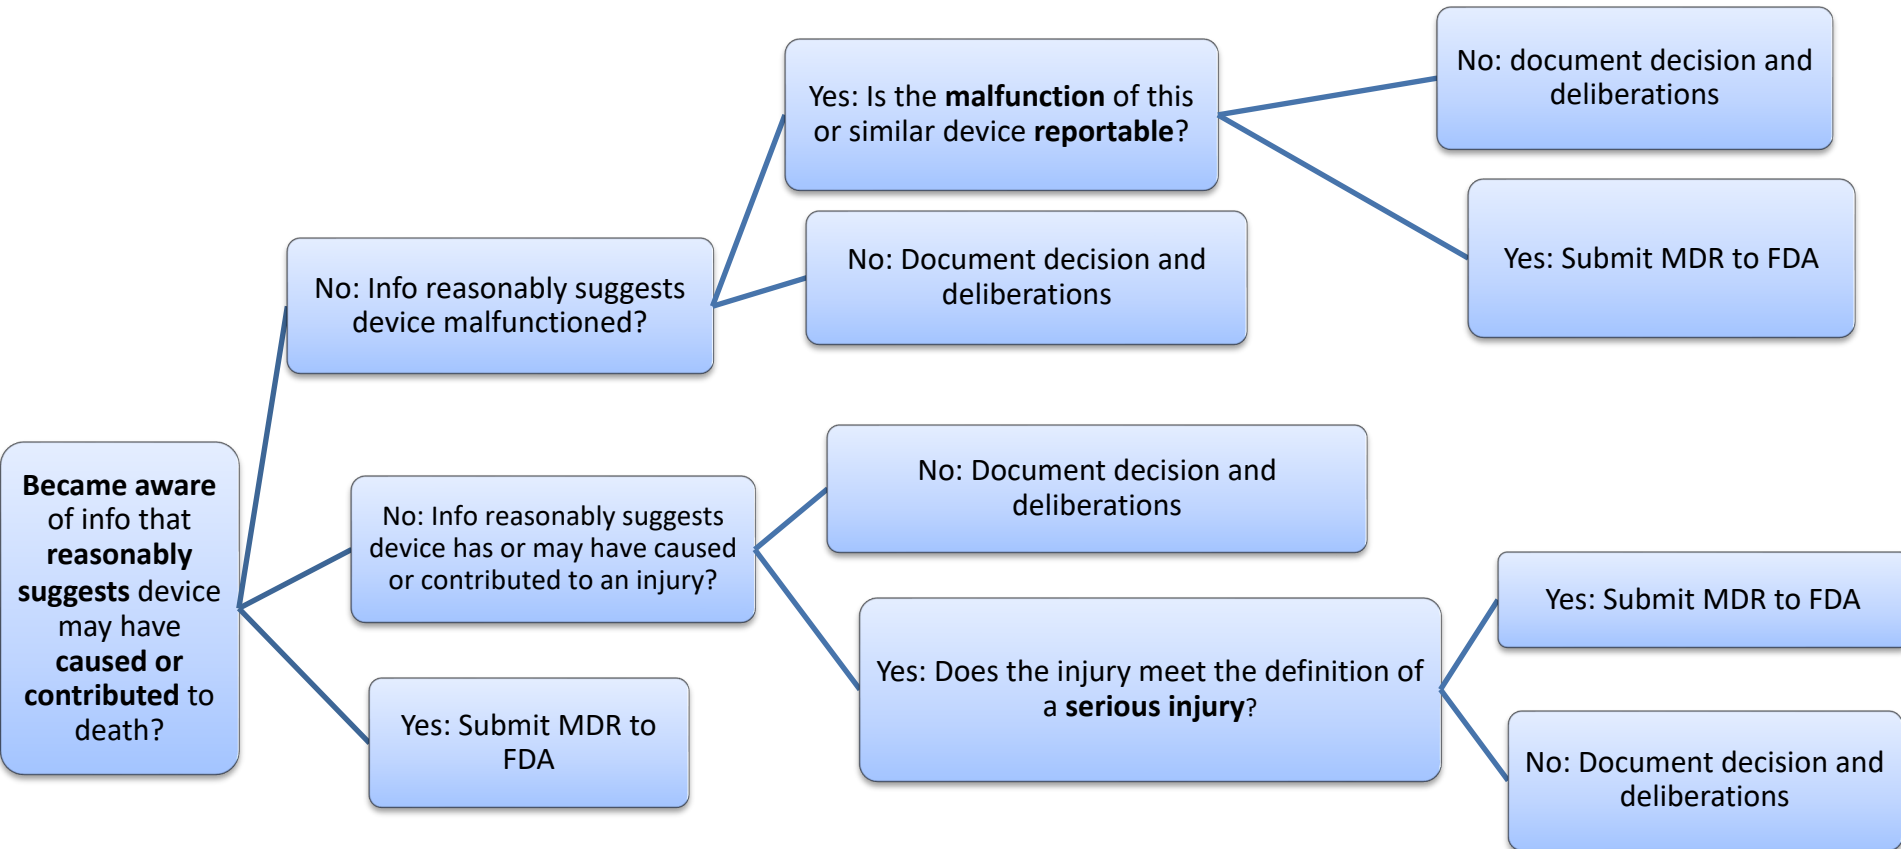 Became aware
of info that
reasonably
suggests device
may have
caused or
contributed to
death?
No: Info reasonably suggests
device malfunctioned?
Yes: Is the malfunction of this
or similar device reportable?
No: document decision and
deliberations
Yes: Submit MDR to FDA
No: Document decision and
deliberations
No: Info reasonably suggests
device has or may have caused
or contributed to an injury?
No: Document decision and
deliberations
Yes: Does the injury meet the definition of
a serious injury?
Yes: Submit MDR to FDA
No: Document decision and
deliberations
Yes: Submit MDR to
FDA